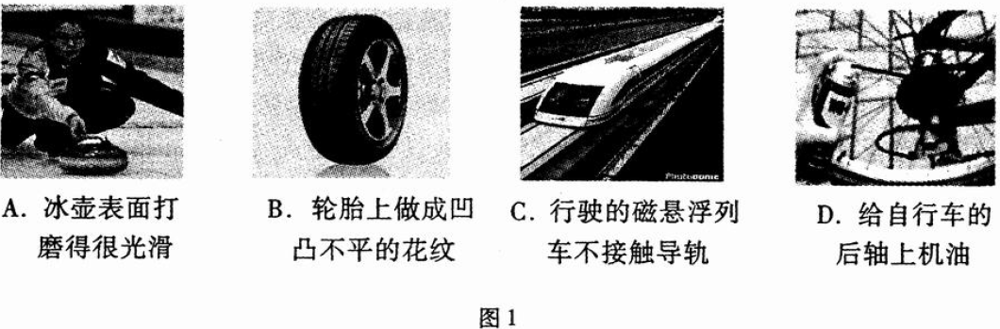 Photosonic
A. 冰壶表面打
磨得很光滑
B. 轮胎上做成凹
凸不平的花纹
C. 行驶的磁悬浮列
车不接触导轨
D. 给自行车的
后轴上机油
图1